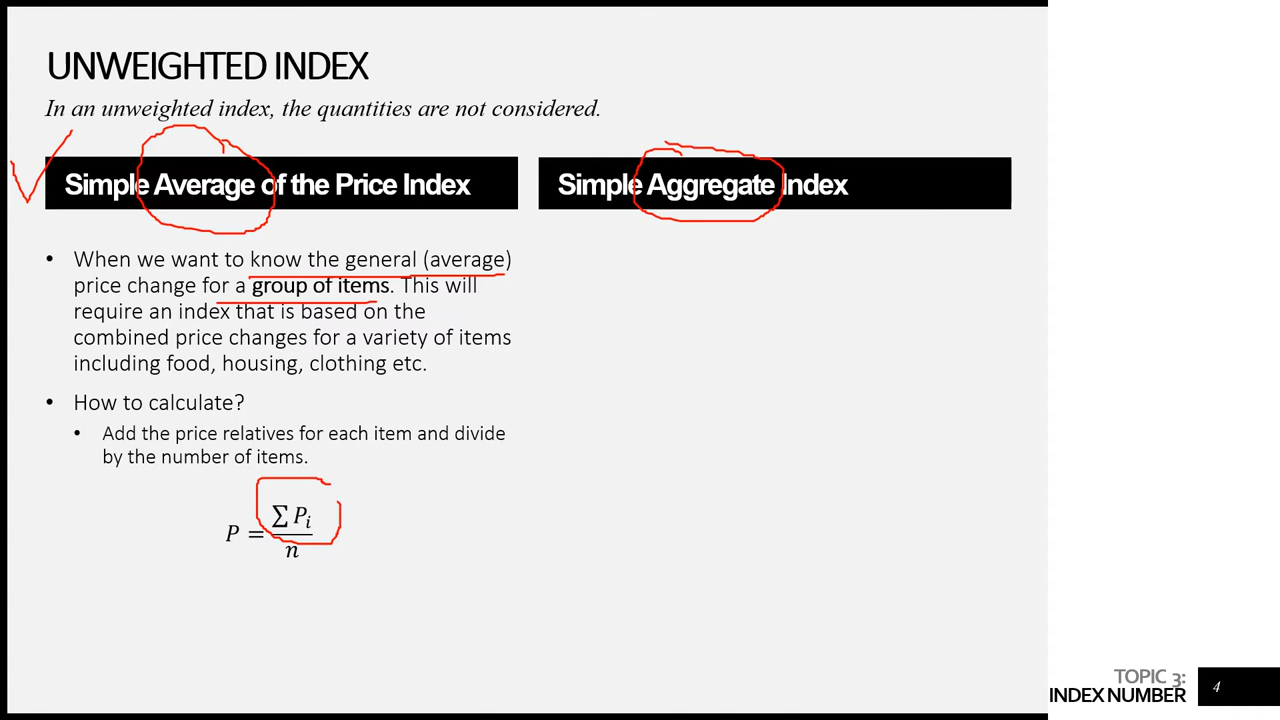 UNWEIGHTED INDEX
In an unweighted index, the quantities are not considered.
Simple Average of the Price Index
• When we want to know the general (average)
price change for a group of items. This will
require an index that is based on the
combined price changes for a variety of items
including food, housing, clothing etc.
• How to calculate?
• Add the price relatives for each item and divide
by the number of items.
P = ∑ Pᵢ / n
Simple Aggregate Index
TOPIC 3:
INDEX NUMBER
4